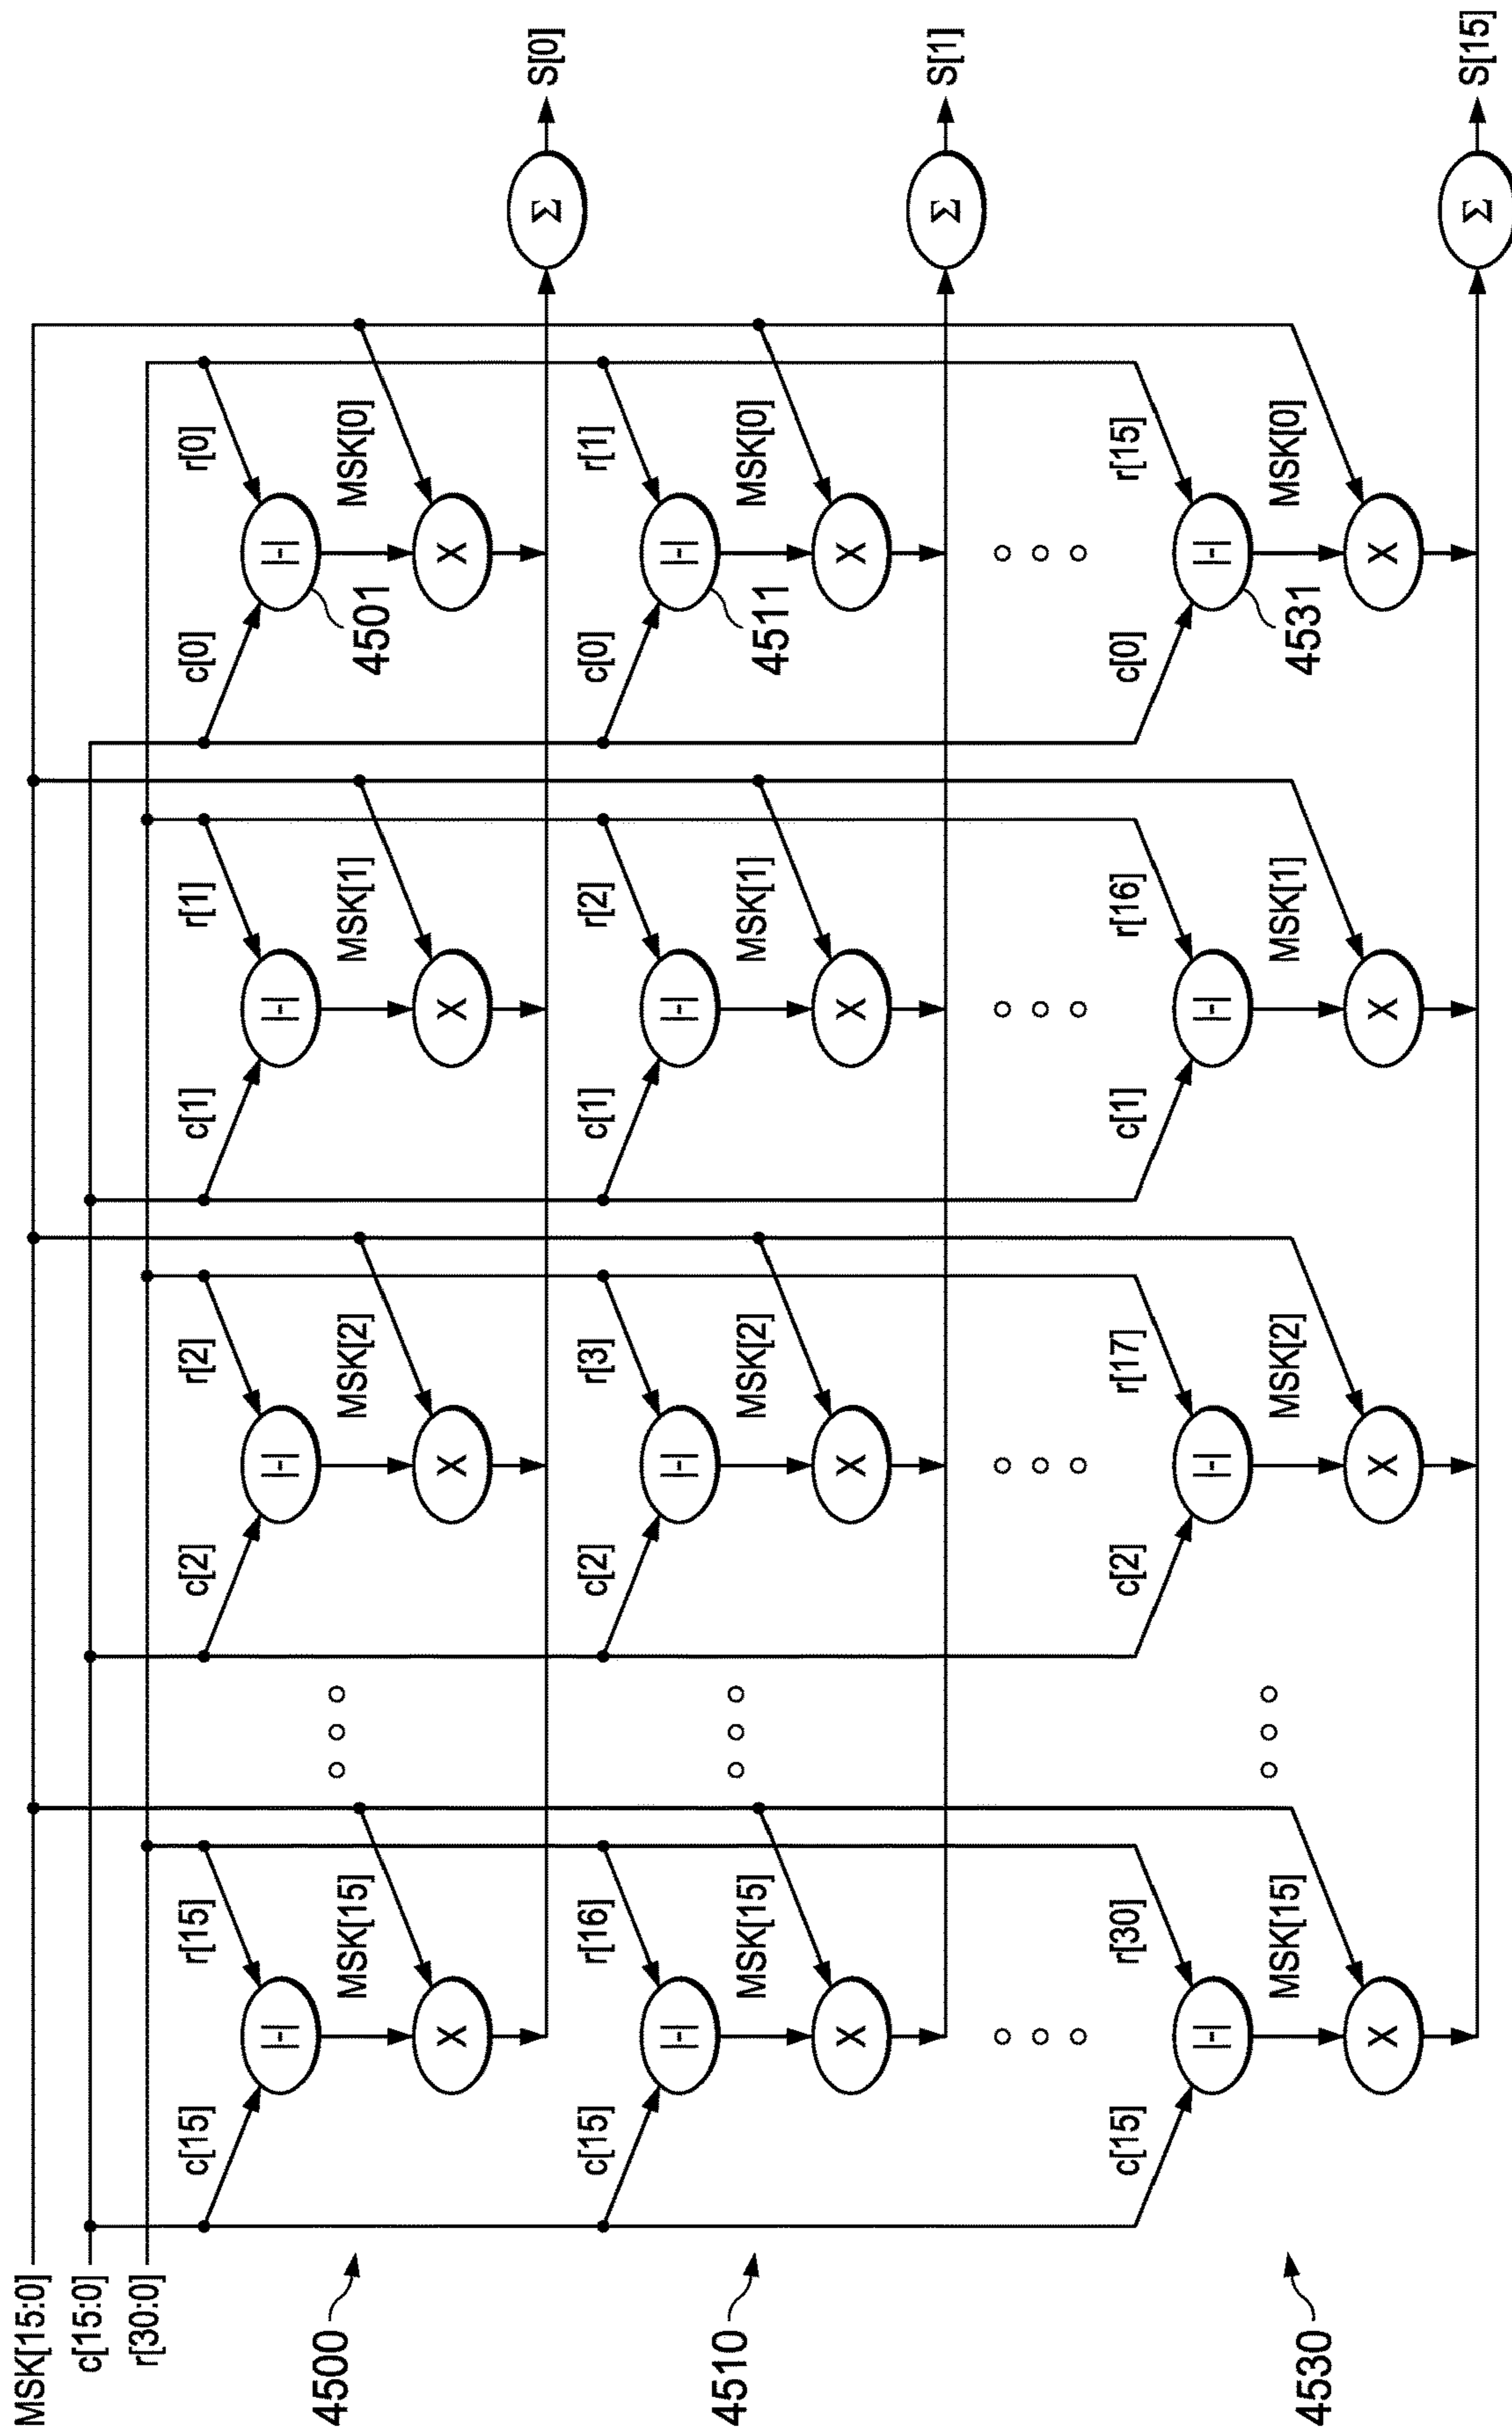 MSK[15:0]
c[15:0]
r[30:0]
4500
c[15] r[15] c[2] r[2] c[1] r[1] c[0] r[0]
|-| |-| |-| |-|
4501
MSK[15] MSK[2] MSK[1] MSK[0]
X X X X
Σ S[0]
4510
c[15] r[16] c[2] r[3] c[1] r[2] c[0] r[1]
|-| |-| |-| |-|
4511
MSK[15] MSK[2] MSK[1] MSK[0]
X X X X
Σ S[1]
4530
c[15] r[30] c[2] r[17] c[1] r[16] c[0] r[15]
|-| |-| |-| |-|
4531
MSK[15] MSK[2] MSK[1] MSK[0]
X X X X
Σ S[15]